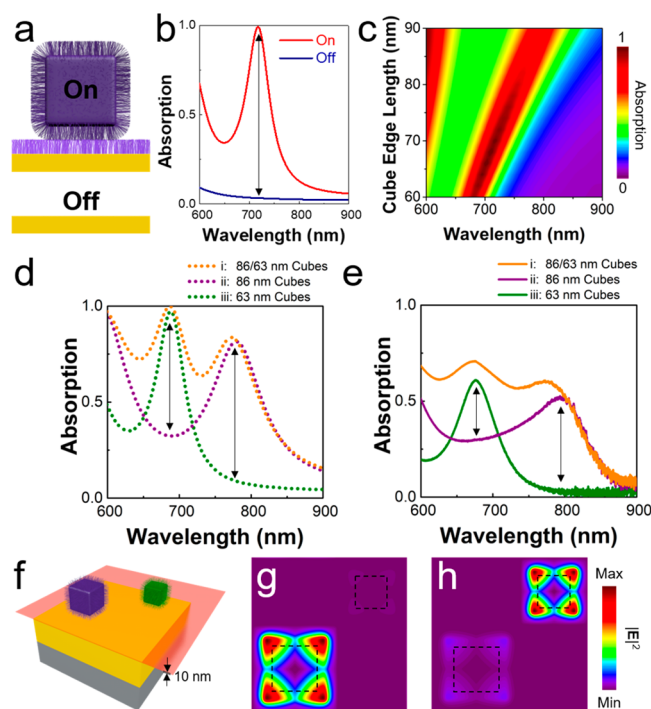 a
On
Off
b
On
Off
Absorption
1.0
0.5
0.0
600 700 800 900
Wavelength (nm)
c
Cube Edge Length (nm)
90
80
70
60
600 700 800 900
Wavelength (nm)
1
Absorption
0
d
i: 86/63 nm Cubes
ii: 86 nm Cubes
iii: 63 nm Cubes
Absorption
1.0
0.5
0.0
600 700 800 900
Wavelength (nm)
e
i: 86/63 nm Cubes
ii: 86 nm Cubes
iii: 63 nm Cubes
Absorption
1.0
0.5
0.0
600 700 800 900
Wavelength (nm)
f
10 nm
g
h
Max
|E|²
Min